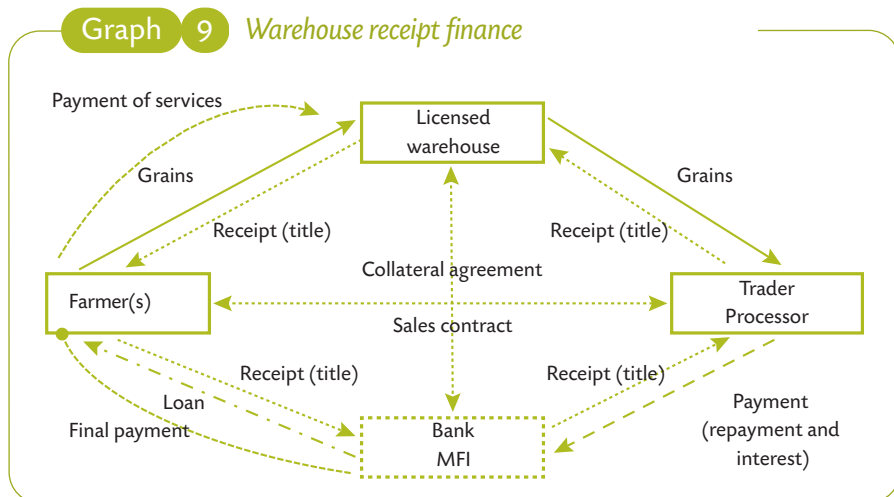 Graph 9 Warehouse receipt finance
Payment of services
Licensed
warehouse
Grains
Grains
Receipt (title)
Receipt (title)
Collateral agreement
Farmer(s)
Trader
Processor
Sales contract
Receipt (title)
Receipt (title)
Loan
Final payment
Bank
MFI
Payment
(repayment and
interest)